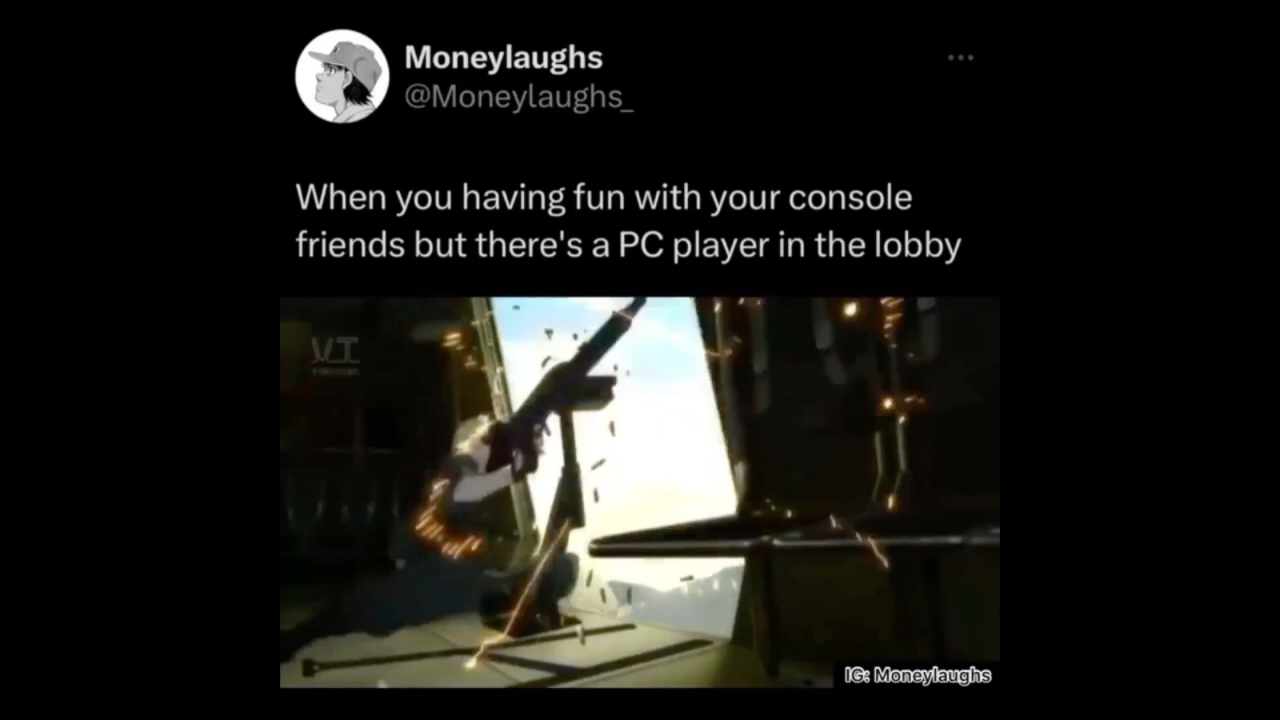 Moneylaughs
@Moneylaughs_
When you having fun with your console
friends but there's a PC player in the lobby
IG: Moneylaughs